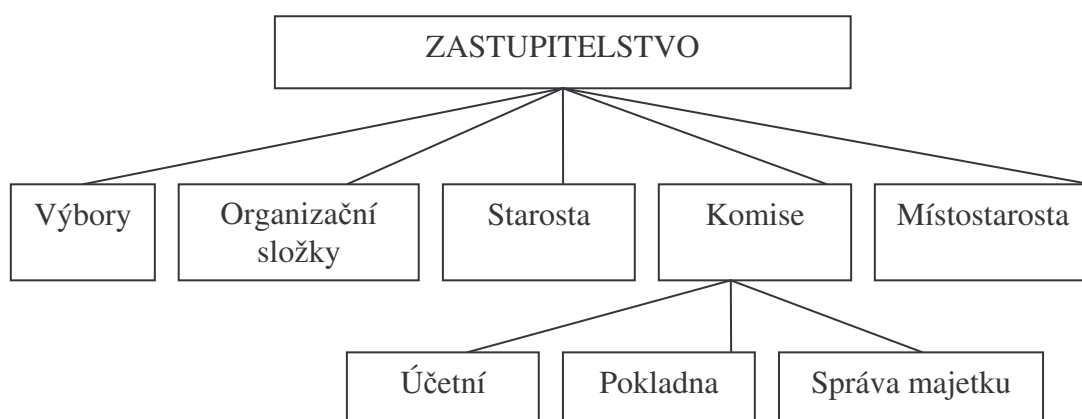 ZASTUPITELSTVO
Výbory
Organizační
složky
Starosta
Komise
Místostarosta
Účetní
Pokladna
Správa majetku